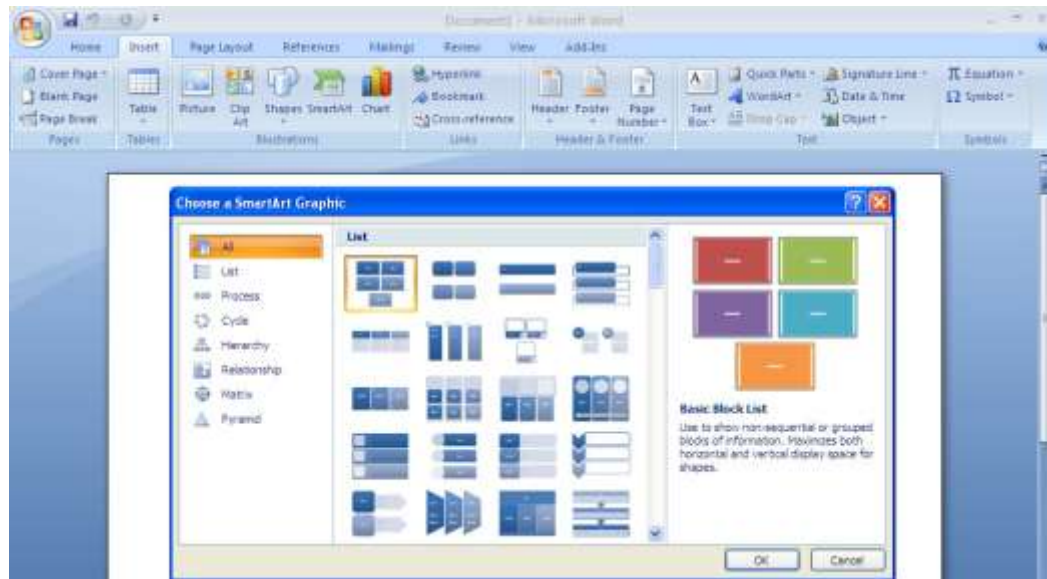 Document1 - Microsoft Word
Home Insert Page Layout References Mailings Review View Add-Ins
Cover Page
Blank Page
Page Break
Table
Picture
Clip Art
Shapes
SmartArt
Chart
Hyperlink
Bookmark
Cross-reference
Header
Footer
Page Number
A
Text Box
Quick Parts
WordArt
Drop Cap
Signature Line
Date & Time
Object
π Equation
Ω Symbol
Pages Tables Illustrations Links Header & Footer Text Symbols
Choose a SmartArt Graphic
All
List
Process
Cycle
Hierarchy
Relationship
Matrix
Pyramid
List
Basic Block List
Use to show non-sequential or grouped
blocks of information. Maximizes both
horizontal and vertical display space for
shapes.
OK Cancel